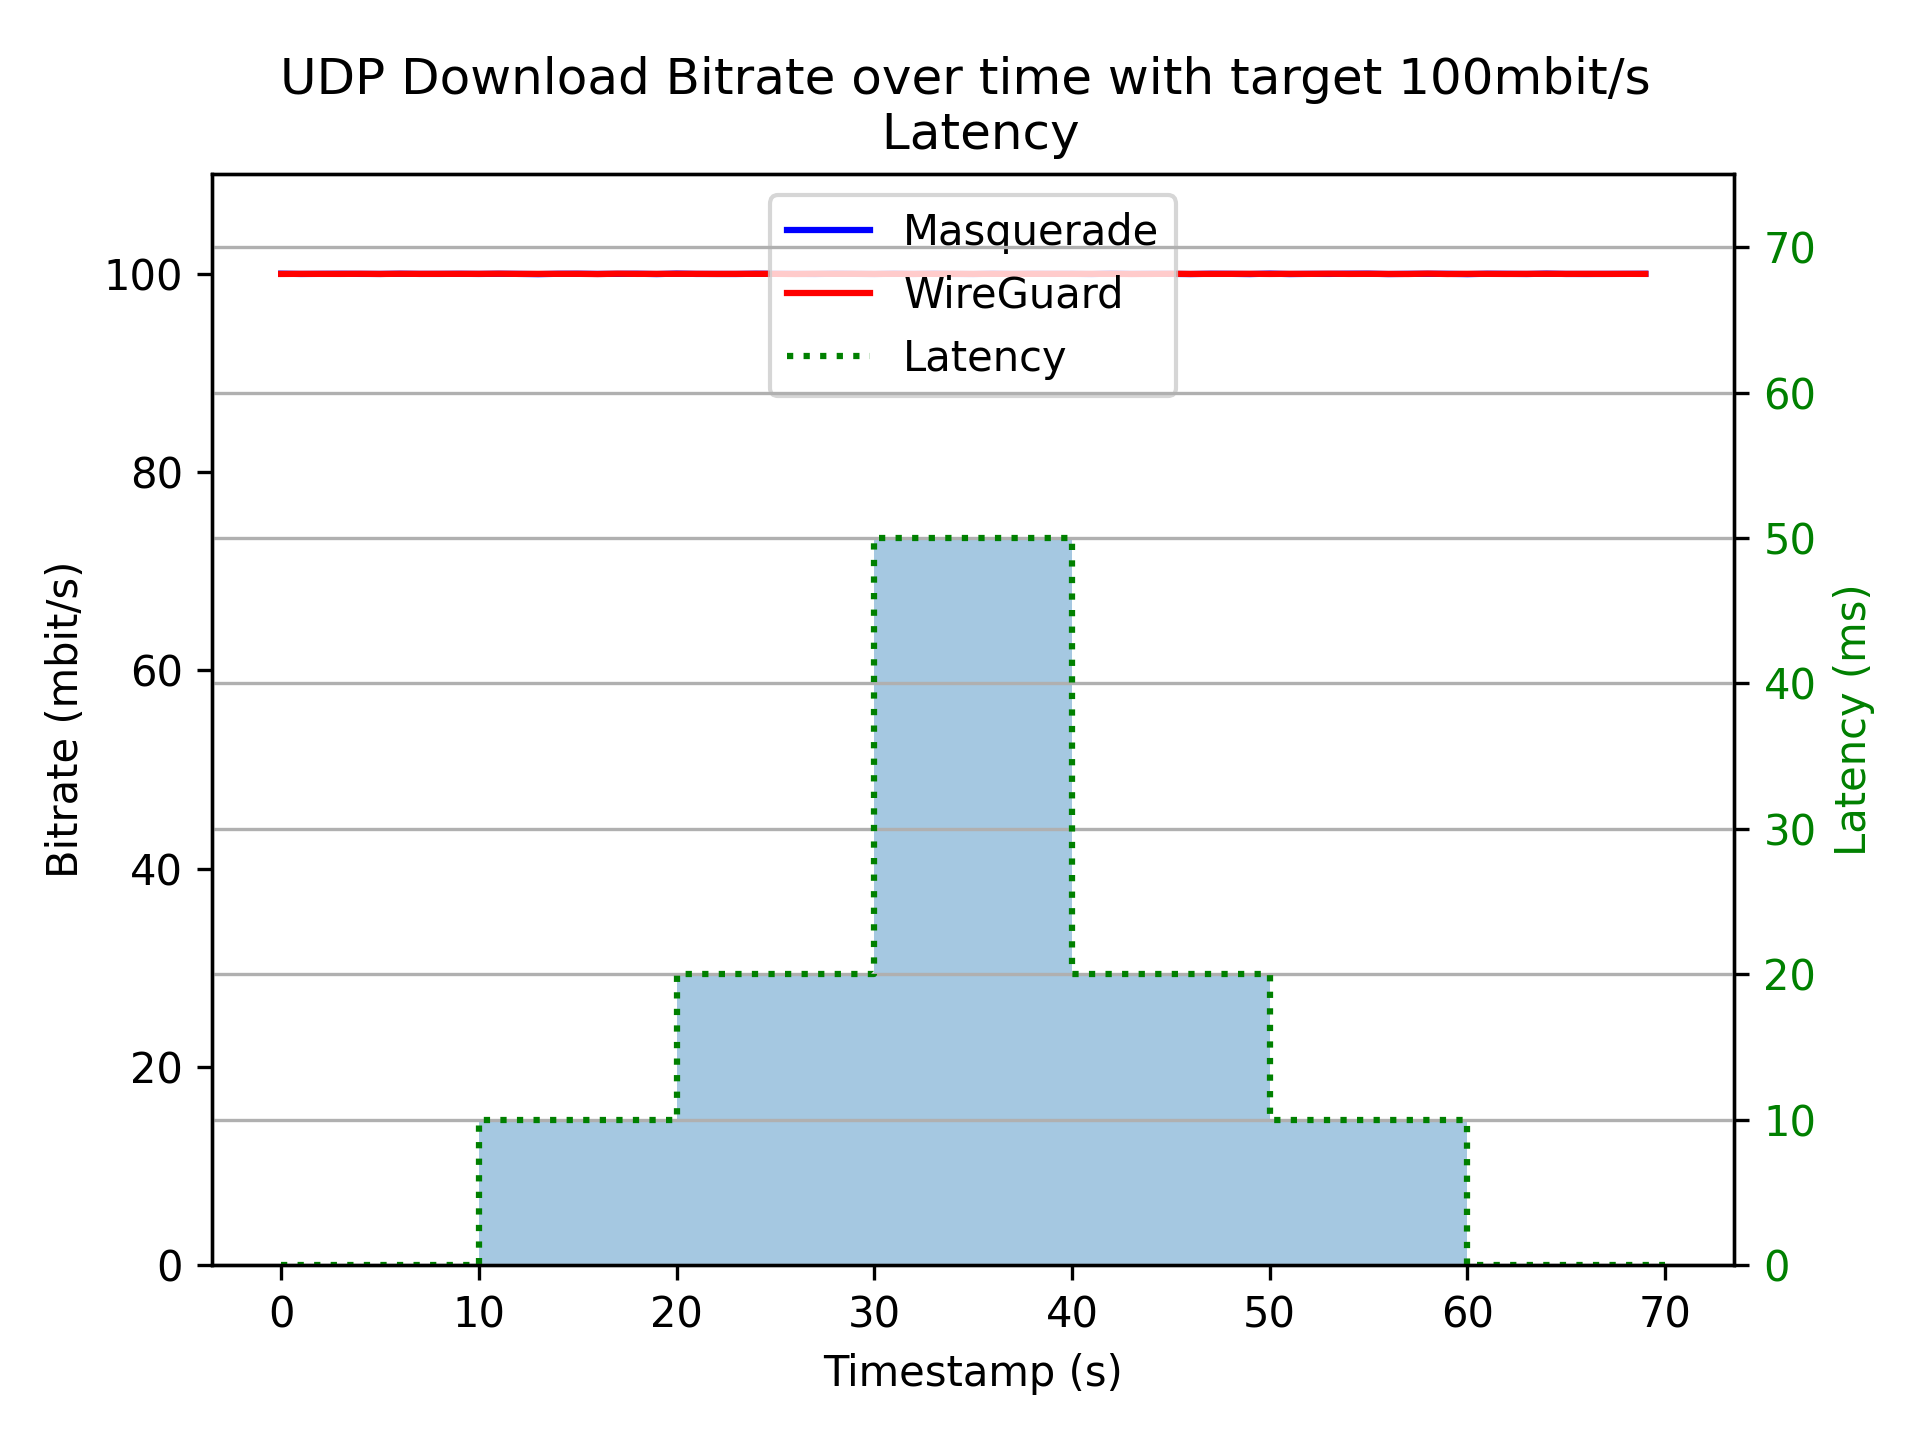 UDP Download Bitrate over time with target 100mbit/s
Latency
Masquerade
WireGuard
Latency
Bitrate (mbit/s)
100
80
60
40
20
0
70
60
50
40
30
20
10
0
Latency (ms)
0 10 20 30 40 50 60 70
Timestamp (s)